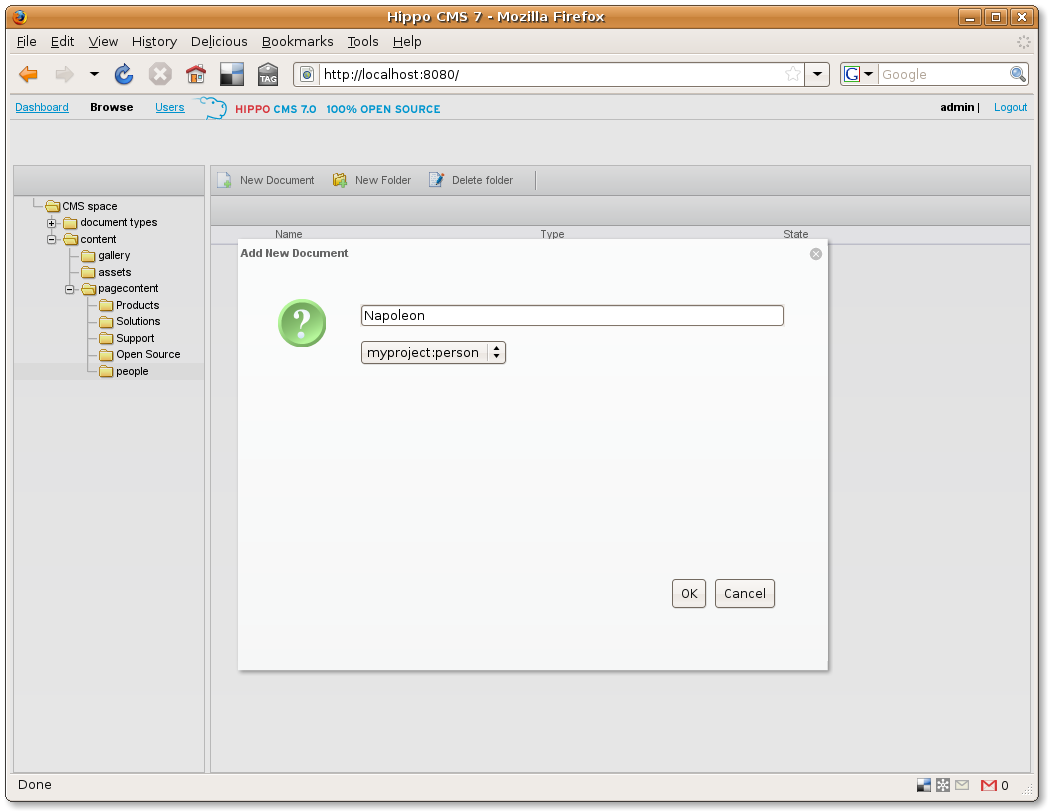 Hippo CMS 7 - Mozilla Firefox
File Edit View History Delicious Bookmarks Tools Help
TAG http://localhost:8080/ G Google
Dashboard Browse Users HIPPO CMS 7.0 100% OPEN SOURCE admin | Logout
New Document New Folder Delete folder
CMS space
document types
content
gallery
assets
pagecontent
Products
Solutions
Support
Open Source
people
Name Type State
Add New Document
?
Napoleon
myproject:person
OK Cancel
Done 0